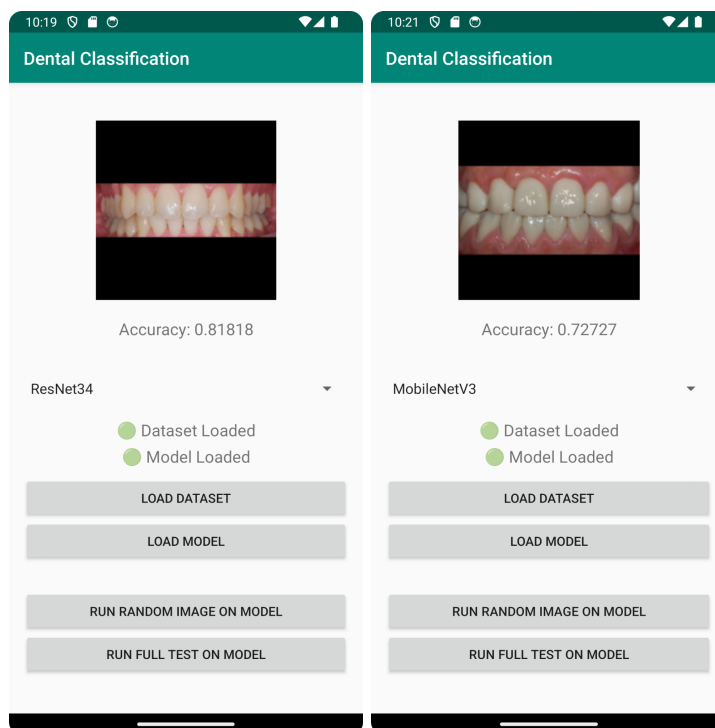 10:19
Dental Classification
Accuracy: 0.81818
ResNet34
Dataset Loaded
Model Loaded
LOAD DATASET
LOAD MODEL
RUN RANDOM IMAGE ON MODEL
RUN FULL TEST ON MODEL
10:21
Dental Classification
Accuracy: 0.72727
MobileNetV3
Dataset Loaded
Model Loaded
LOAD DATASET
LOAD MODEL
RUN RANDOM IMAGE ON MODEL
RUN FULL TEST ON MODEL